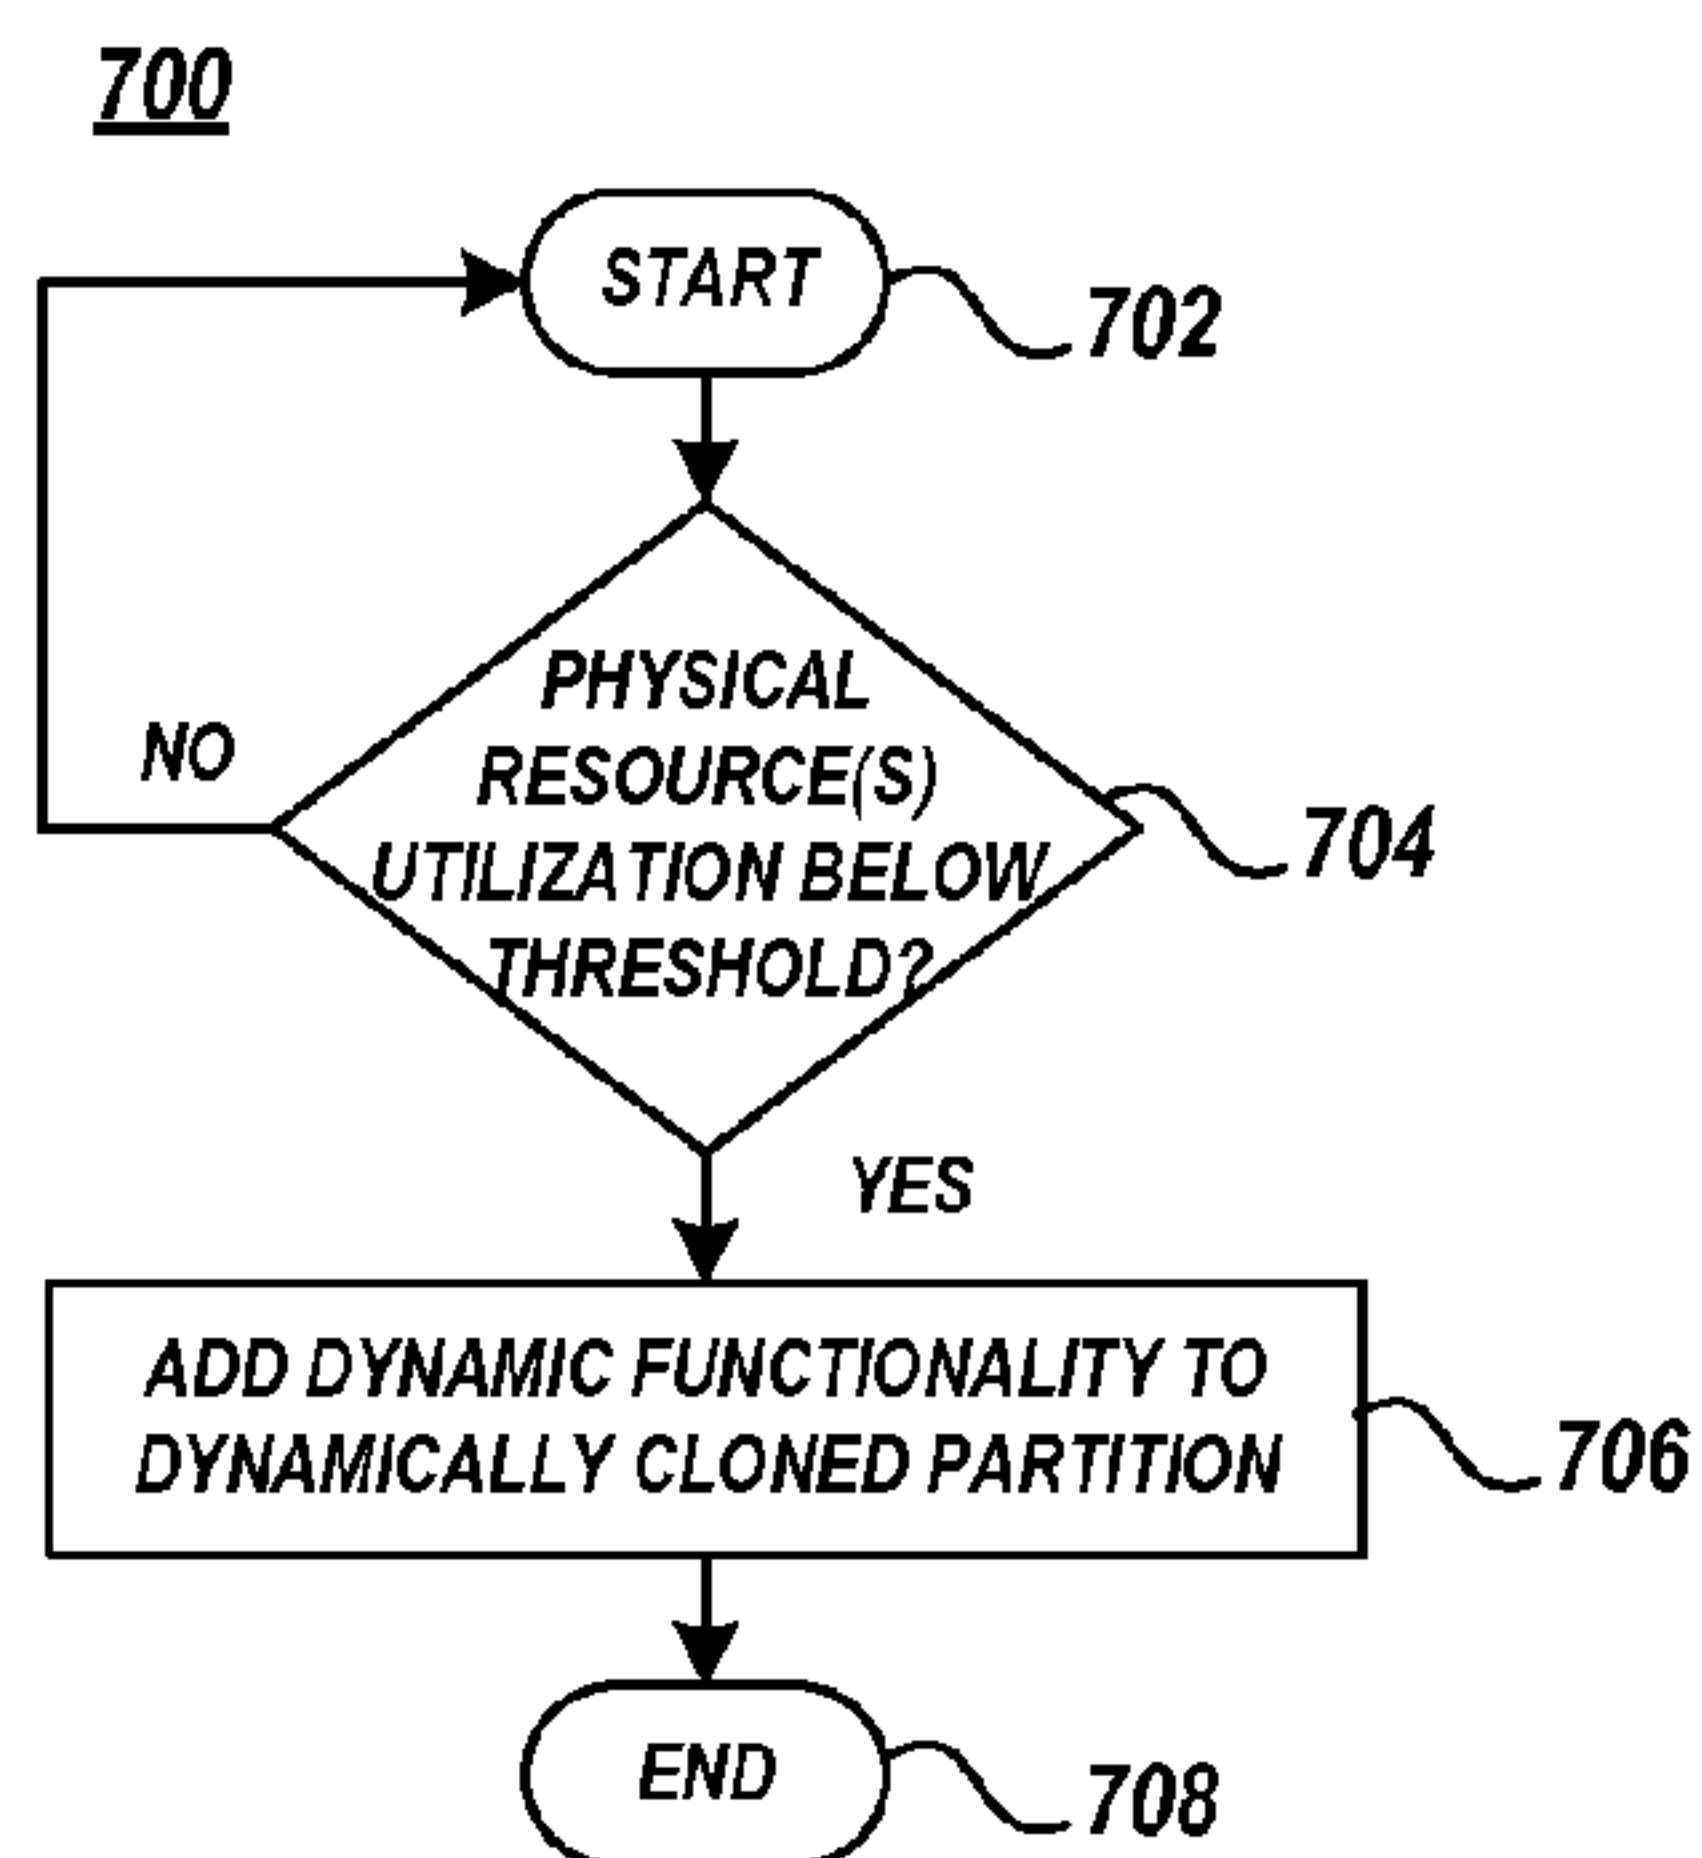 700
START
702
PHYSICAL
RESOURCE(S)
UTILIZATION BELOW
THRESHOLD?
NO
704
YES
ADD DYNAMIC FUNCTIONALITY TO
DYNAMICALLY CLONED PARTITION
706
END
708